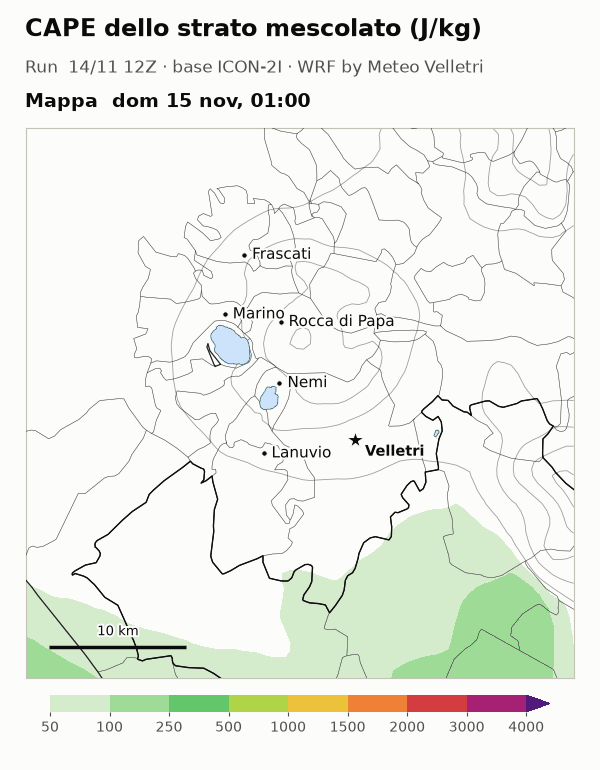 CAPE dello strato mescolato (J/kg)
Run  14/11 12Z · base ICON-2I · WRF by Meteo Velletri
Mappa  dom 15 nov, 01:00
Frascati
Marino
Rocca di Papa
Nemi
Velletri
Lanuvio
10 km
50 100 250 500 1000 1500 2000 3000 4000